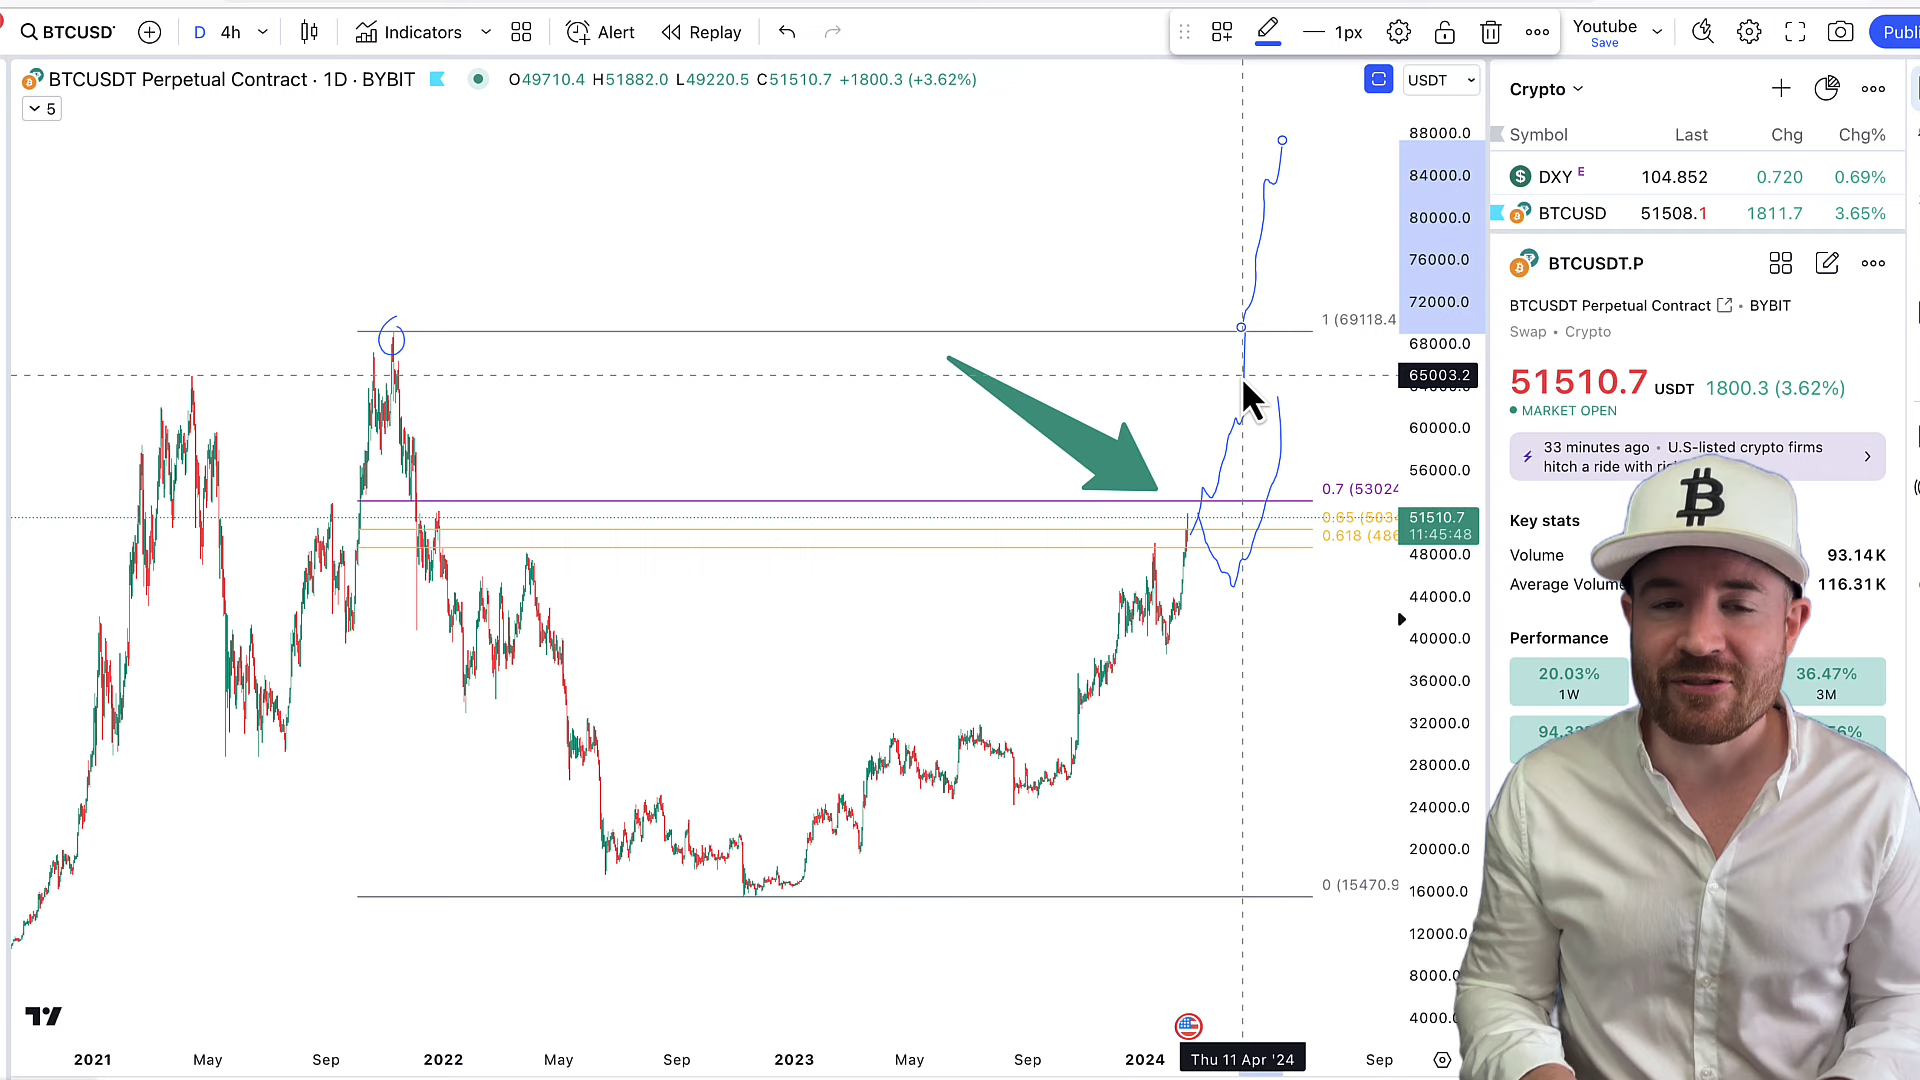 BTCUSD
D 4h
Indicators
Alert
Replay
1px
Youtube
Save
Publi
BTCUSDT Perpetual Contract · 1D · BYBIT
O49710.4 H51882.0 L49220.5 C51510.7 +1800.3 (+3.62%)
5
USDT
88000.0
84000.0
80000.0
76000.0
72000.0
68000.0
65003.2
60000.0
56000.0
51510.7
11:45:48
48000.0
44000.0
40000.0
36000.0
32000.0
28000.0
24000.0
20000.0
16000.0
12000.0
8000.0
4000.
1 (69118.4
0.7 (53024
0.65 (503
0.618 (486
0 (15470.9
2021 May Sep 2022 May Sep 2023 May Sep 2024 Thu 11 Apr '24 Sep
Crypto
Symbol Last Chg Chg%
DXY E 104.852 0.720 0.69%
BTCUSD 51508.1 1811.7 3.65%
BTCUSDT.P
BTCUSDT Perpetual Contract • BYBIT
Swap • Crypto
51510.7 USDT 1800.3 (3.62%)
MARKET OPEN
33 minutes ago • U.S-listed crypto firms
hitch a ride with
Key stats
Volume 93.14K
Average Volume 116.31K
Performance
20.03% 36.47%
1W 3M